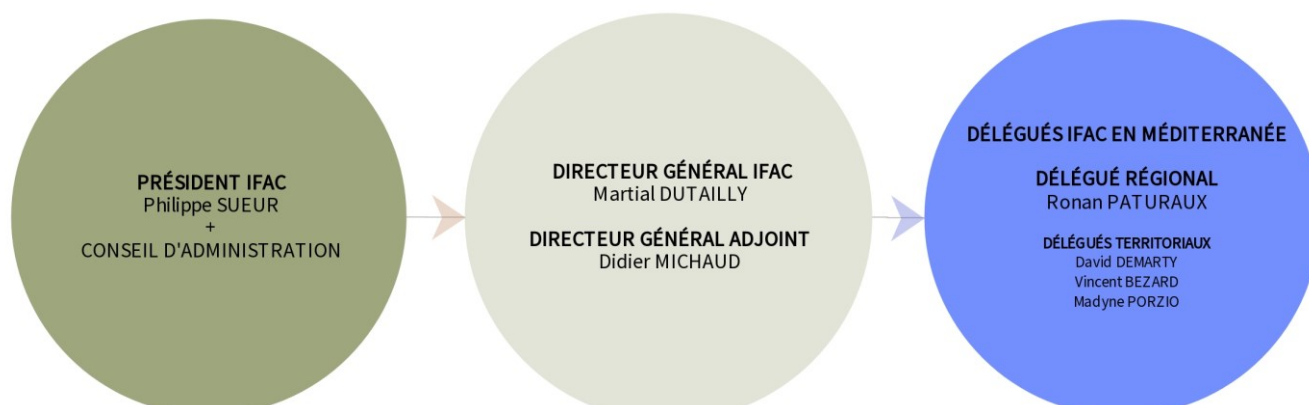 PRÉSIDENT IFAC
Philippe SUEUR
+
CONSEIL D'ADMINISTRATION
DIRECTEUR GÉNÉRAL IFAC
Martial DUTAILLY
DIRECTEUR GÉNÉRAL ADJOINT
Didier MICHAUD
DÉLÉGUÉS IFAC EN MÉDITERRANÉE
DÉLÉGUÉ RÉGIONAL
Ronan PATURAUX
DÉLÉGUÉS TERRITORIAUX
David DEMARTY
Vincent BEZARD
Madyne PORZIO